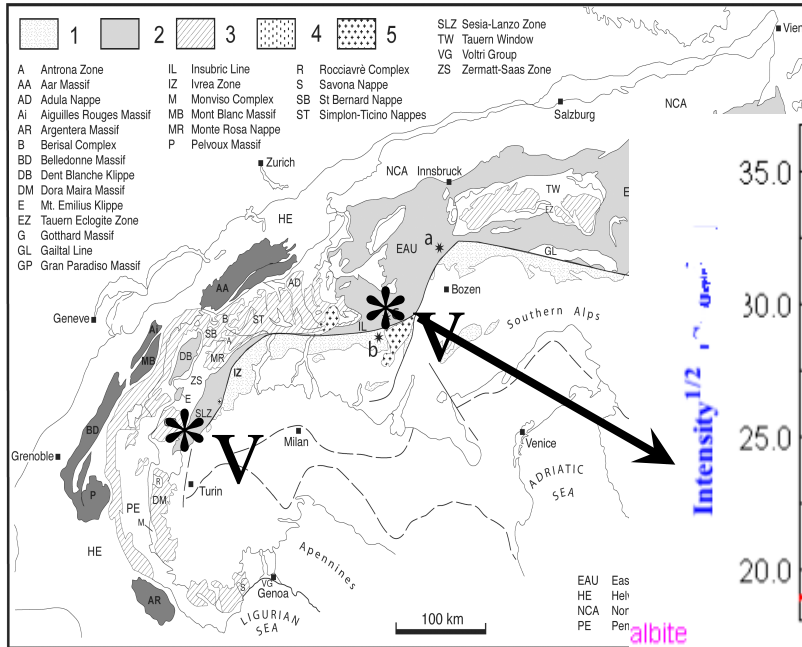 1 2 3 4 5
SLZ Sesia-Lanzo Zone
TW Tauern Window
VG Voltri Group
ZS Zermatt-Saas Zone
A Antrona Zone
AA Aar Massif
AD Adula Nappe
Ai Aiguilles Rouges Massif
AR Argentera Massif
B Berisal Complex
BD Belledonne Massif
DB Dent Blanche Klippe
DM Dora Maira Massif
E Mt. Emilius Klippe
EZ Tauern Eclogite Zone
G Gotthard Massif
GL Gailtal Line
GP Gran Paradiso Massif
IL Insubric Line
IZ Ivrea Zone
M Monviso Complex
MB Mont Blanc Massif
MR Monte Rosa Nappe
P Pelvoux Massif
R Rocciavrè Complex
S Savona Nappe
SB St Bernard Nappe
ST Simplon-Ticino Nappes
Vien
NCA
Salzburg
Zurich
NCA
Innsbruck
HE
TW
EZ
E
EAU
a
GL
Bozen
AD
AA
Geneve
B
ST
SB
A
IL
b
V
Southern Alps
Ai
MB
DB
MR
ZS
IZ
E
SLZ
BD
Grenoble
V
Milan
Venice
Turin
ADRIATIC
SEA
P
R
DM
PE
M
HE
Apennines
S
VG
Genoa
AR
LIGURIAN
SEA
100 km
EAU Eas
HE Hel
NCA Nor
PE Pen
albite
35.0
30.0
25.0
20.0
Intensity1/2